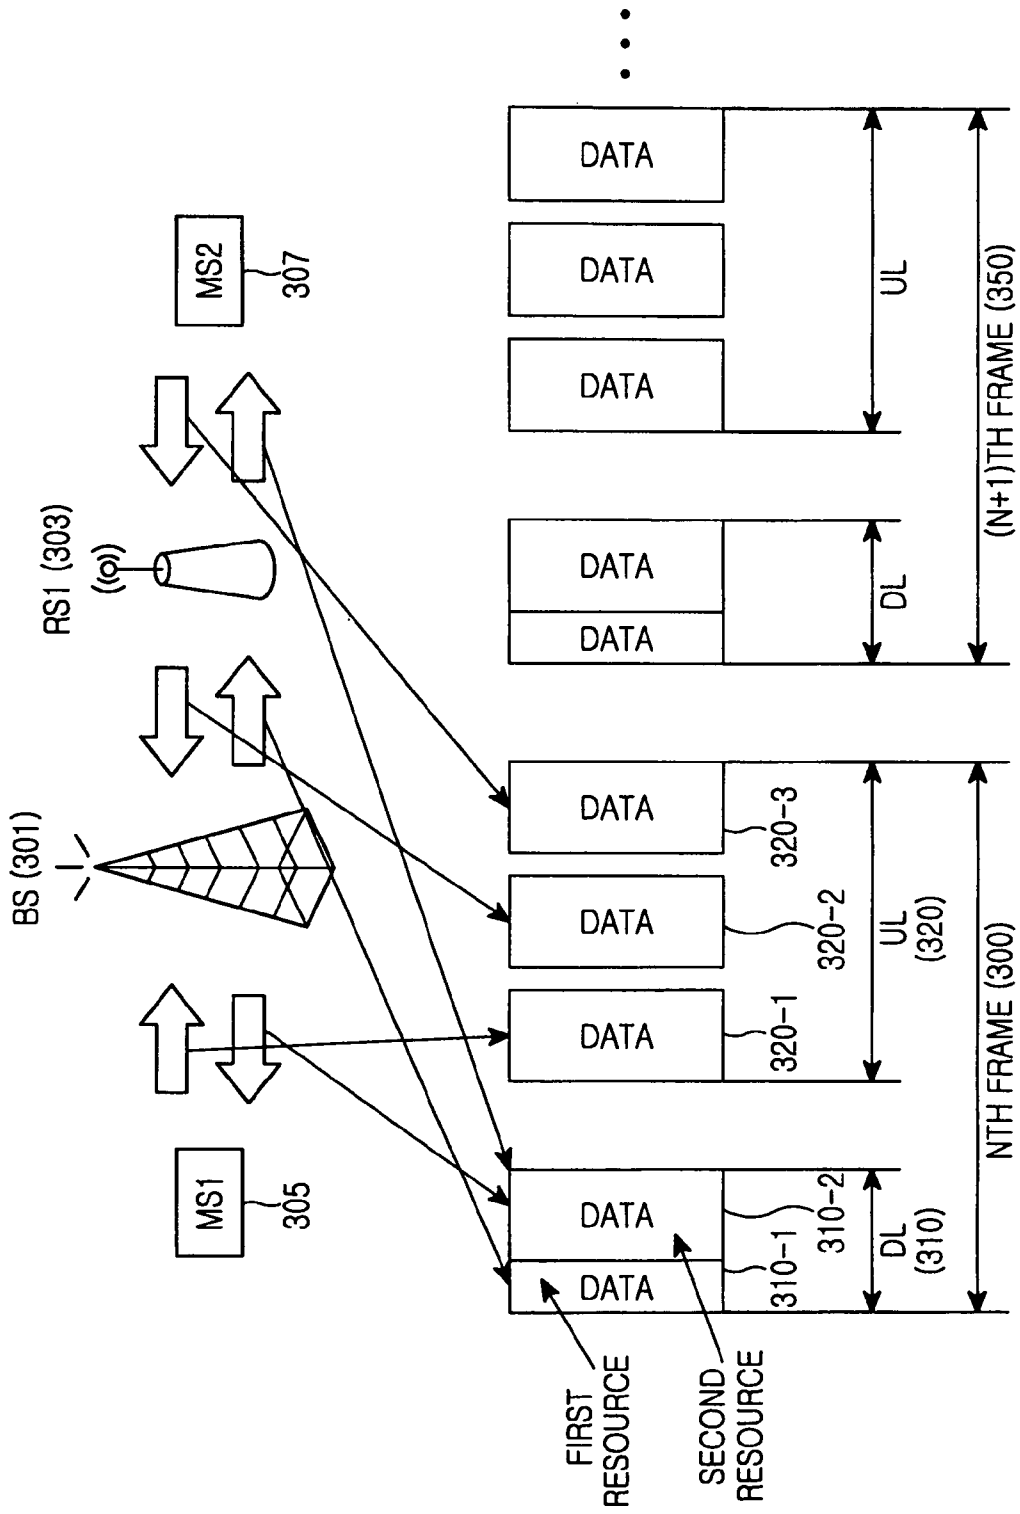 BS (301)
RS1 (303)
MS1
305
MS2
307
FIRST
RESOURCE
SECOND
RESOURCE
DATA
DATA
DATA
DATA
DATA
DATA
DATA
DATA
DATA
DATA
310-1
310-2
320-1
320-2
320-3
DL
(310)
UL
(320)
DL
UL
NTH FRAME (300)
(N+1)TH FRAME (350)